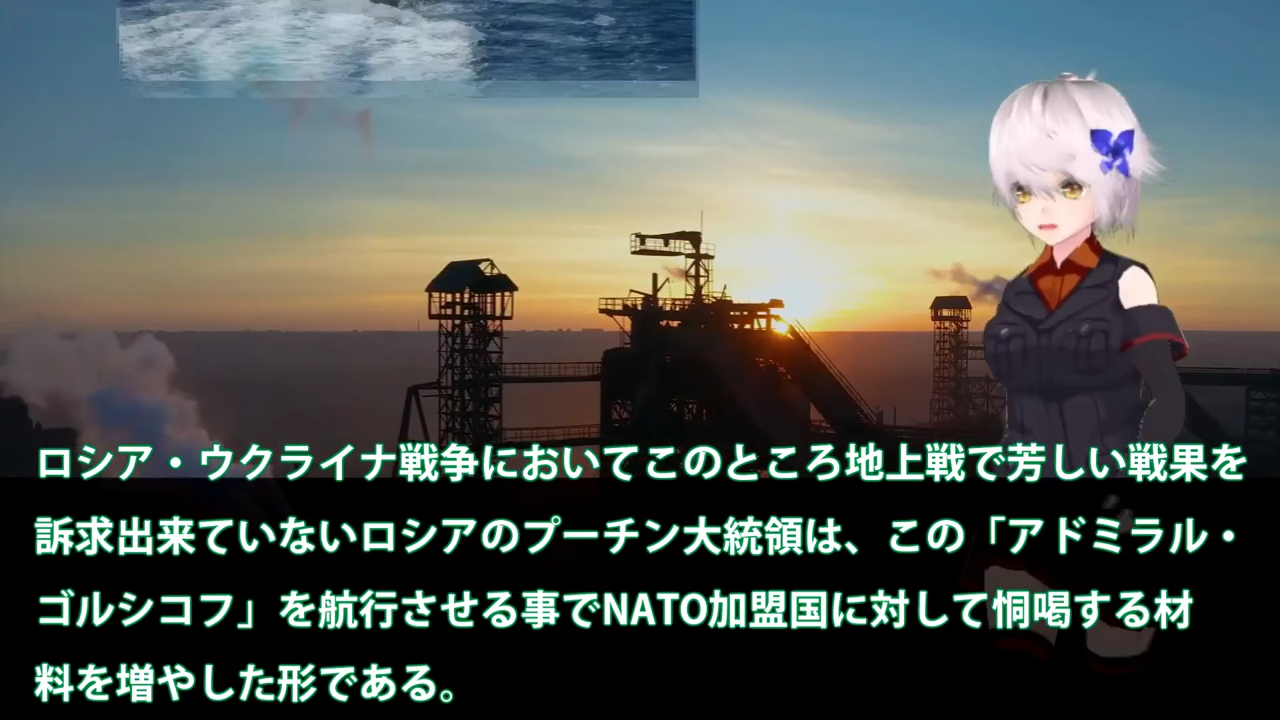 ロシア・ウクライナ戦争においてこのところ地上戦で芳しい戦果を
訴求出来ていないロシアのプーチン大統領は、この「アドミラル・
ゴルシコフ」を航行させる事でNATO加盟国に対して恫喝する材
料を増やした形である。